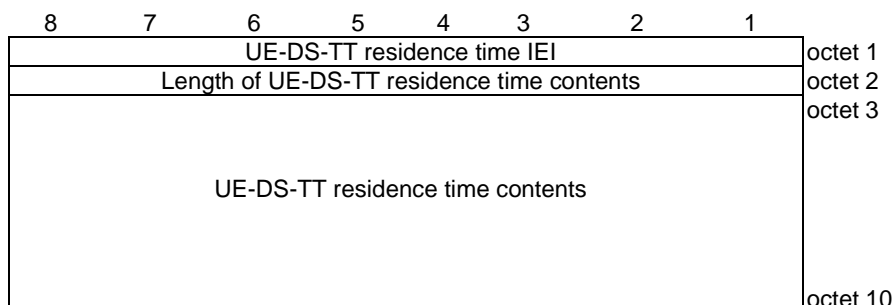 8 7 6 5 4 3 2 1
UE-DS-TT residence time IEI octet 1
Length of UE-DS-TT residence time contents octet 2
octet 3
UE-DS-TT residence time contents
octet 10